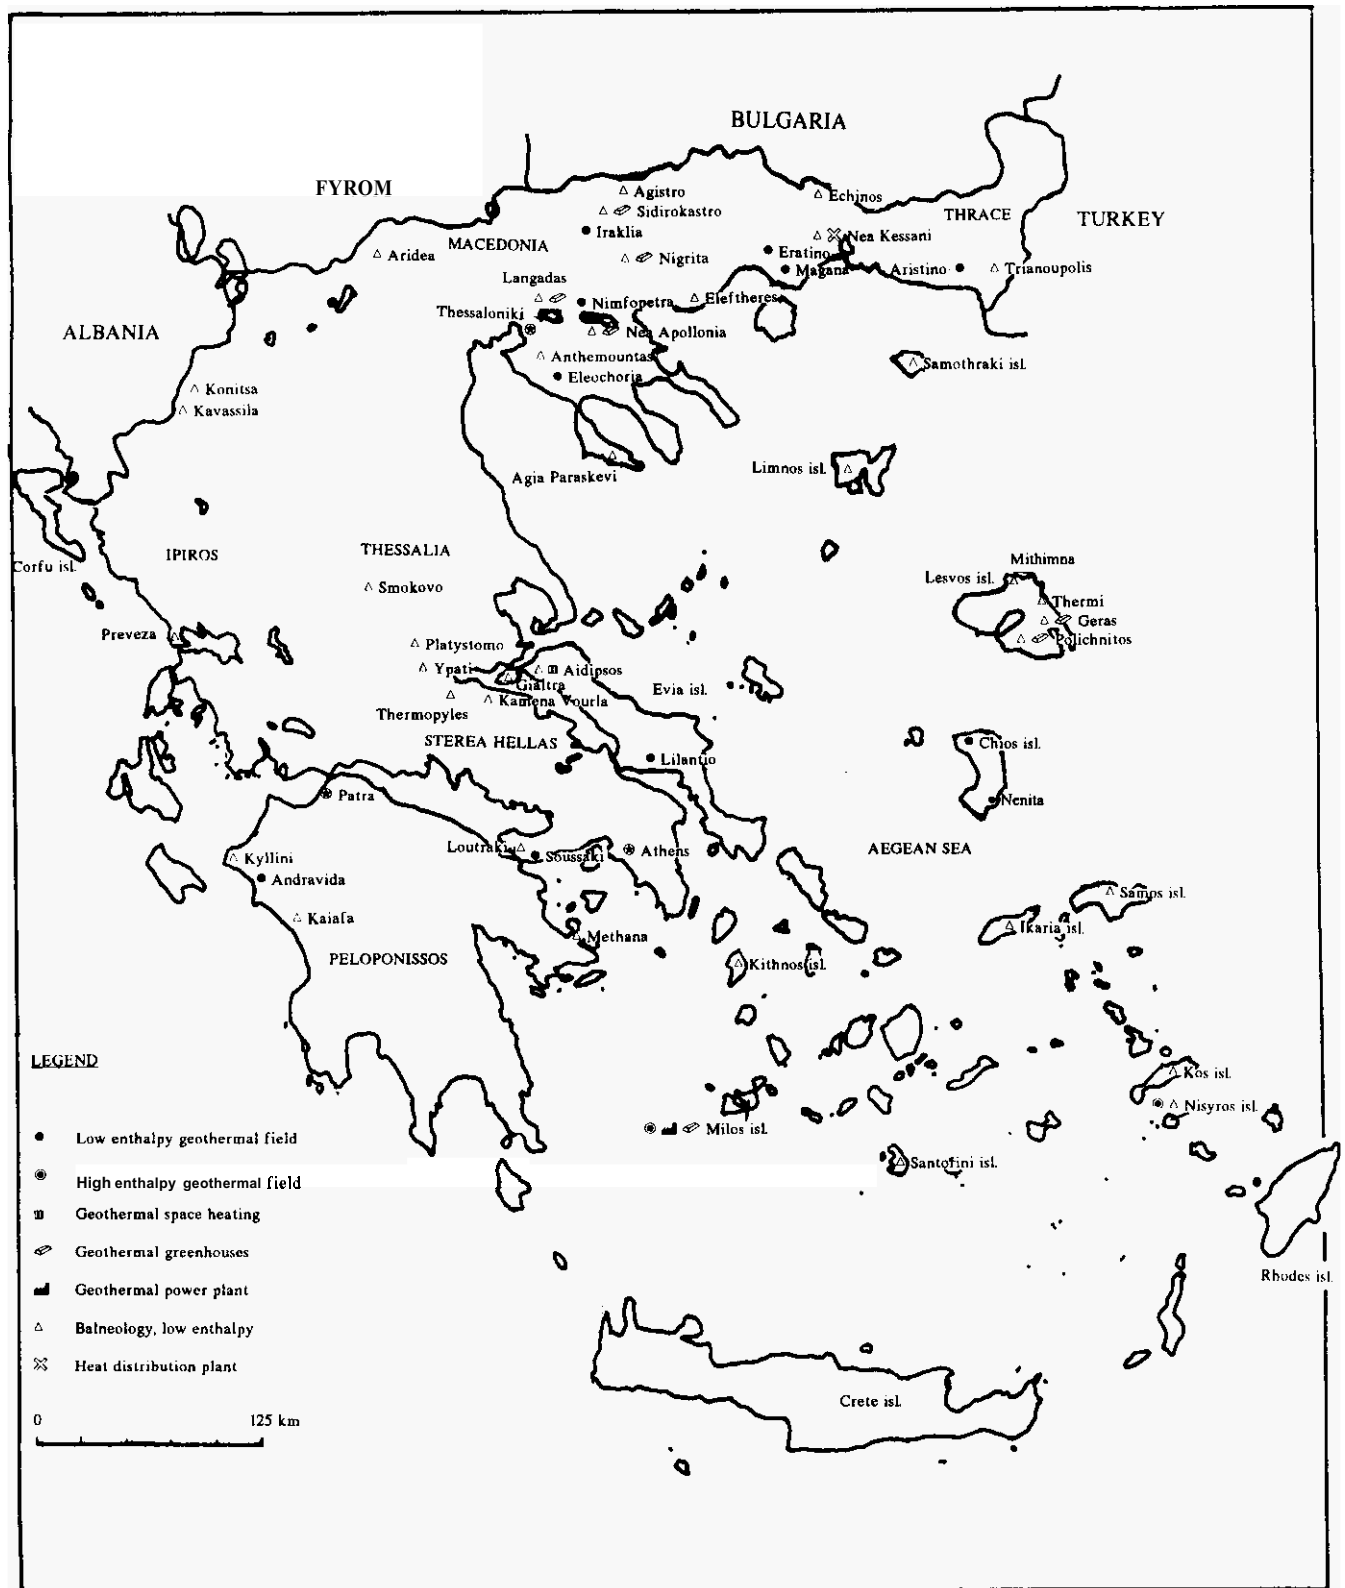 BULGARIA
FYROM
Agistro
Echinos
Sidirokastro
THRACE
TURKEY
Iraklia
MACEDONIA
Nea Kessani
Aridea
Eratino
Nigrita
Magana
Aristino
Trianoupolis
Langadas
Nimfopetra
Eleftheres
Thessaloniki
ALBANIA
Nea Apollonia
Anthemountas
Samothraki isl.
Eleochoria
Konitsa
Kavassila
Limnos isl.
Agia Paraskevi
THESSALIA
IPIROS
Mithimna
Corfu isl.
Lesvos isl.
Smokovo
Thermi
Geras
Preveza
Polichnitos
Platystomo
Ypati
Aidipsos
Gialtra
Evia isl.
Kamena Vourla
Thermopyles
STEREA HELLAS
Chios isl.
Lilantio
Patra
Nenita
Loutraki
Soussaki
Athens
AEGEAN SEA
Kyllini
Andravida
Samos isl.
Kaiafa
Ikaria isl.
Methana
PELOPONISSOS
Kithnos isl.
LEGEND
Kos isl.
Nisyros isl.
Milos isl.
Low enthalpy geothermal field
Santorini isl.
High enthalpy geothermal field
Geothermal space heating
Geothermal greenhouses
Rhodes isl.
Geothermal power plant
Balneology, low enthalpy
Heat distribution plant
Crete isl.
0 125 km